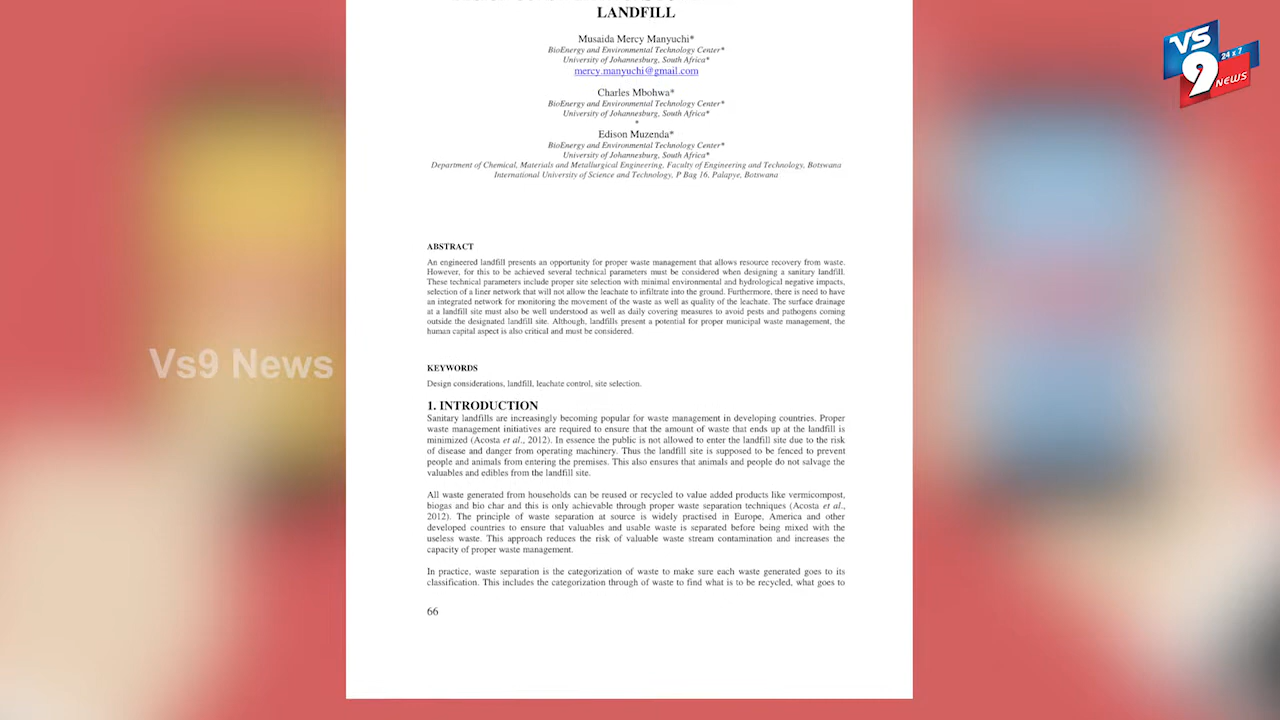 LANDFILL
Musaida Mercy Manyuchi*
BioEnergy and Environmental Technology Center*
University of Johannesburg, South Africa*
mercy.manyuchi@gmail.com
Charles Mbohwa*
BioEnergy and Environmental Technology Center*
University of Johannesburg, South Africa*
*
Edison Muzenda*
BioEnergy and Environmental Technology Center*
University of Johannesburg, South Africa*
Department of Chemical, Materials and Metallurgical Engineering, Faculty of Engineering and Technology, Botswana
International University of Science and Technology, P Bag 16, Palapye, Botswana
ABSTRACT
An engineered landfill presents an opportunity for proper waste management that allows resource recovery from waste.
However, for this to be achieved several technical parameters must be considered when designing a sanitary landfill.
These technical parameters include proper site selection with minimal environmental and hydrological negative impacts,
selection of a liner network that will not allow the leachate to infiltrate into the ground. Furthermore, there is need to have
an integrated network for monitoring the movement of the waste as well as quality of the leachate. The surface drainage
at a landfill site must also be well understood as well as daily covering measures to avoid pests and pathogens coming
outside the designated landfill site. Although, landfills present a potential for proper municipal waste management, the
human capital aspect is also critical and must be considered.
KEYWORDS
Design considerations, landfill, leachate control, site selection.
1. INTRODUCTION
Sanitary landfills are increasingly becoming popular for waste management in developing countries. Proper
waste management initiatives are required to ensure that the amount of waste that ends up at the landfill is
minimized (Acosta et al., 2012). In essence the public is not allowed to enter the landfill site due to the risk
of disease and danger from operating machinery. Thus the landfill site is supposed to be fenced to prevent
people and animals from entering the premises. This also ensures that animals and people do not salvage the
valuables and edibles from the landfill site.
All waste generated from households can be reused or recycled to value added products like vermicompost,
biogas and bio char and this is only achievable through proper waste separation techniques (Acosta et al.,
2012). The principle of waste separation at source is widely practised in Europe, America and other
developed countries to ensure that valuables and usable waste is separated before being mixed with the
useless waste. This approach reduces the risk of valuable waste stream contamination and increases the
capacity of proper waste management.
In practice, waste separation is the categorization of waste to make sure each waste generated goes to its
classification. This includes the categorization through of waste to find what is to be recycled, what goes to
66
Vs9 News
VS
9
24 x 7
NEWS